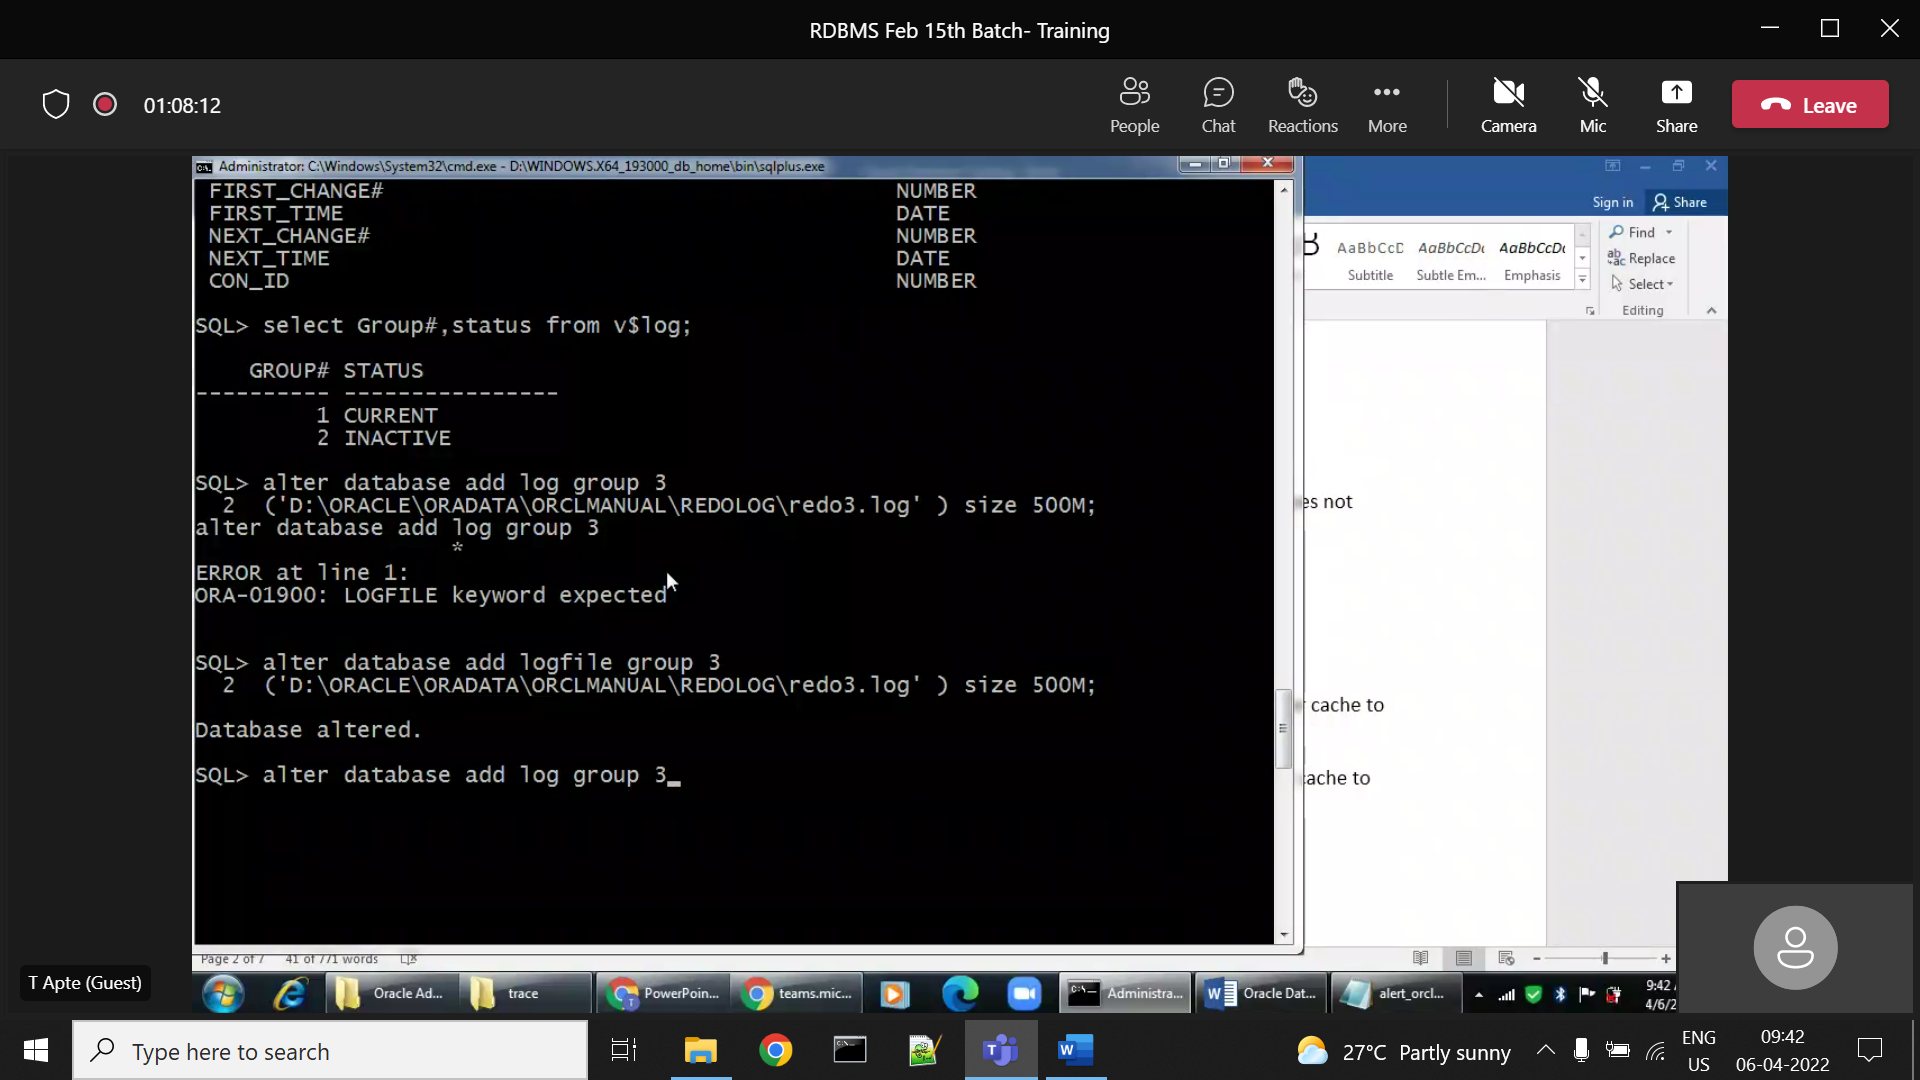 RDBMS Feb 15th Batch- Training
01:08:12
People
Chat
Reactions
More
Camera
Mic
Share
Leave
Administrator: C:\Windows\System32\cmd.exe - D:\WINDOWS.X64_193000_db_home\bin\sqlplus.exe
FIRST_CHANGE# NUMBER
FIRST_TIME DATE
NEXT_CHANGE# NUMBER
NEXT_TIME DATE
CON_ID NUMBER
SQL> select Group#,status from v$log;
GROUP# STATUS
---------- ----------------
1 CURRENT
2 INACTIVE
SQL> alter database add log group 3
2 ('D:\ORACLE\ORADATA\ORCLMANUAL\REDOLOG\redo3.log' ) size 500M;
alter database add log group 3
*
ERROR at line 1:
ORA-01900: LOGFILE keyword expected
SQL> alter database add logfile group 3
2 ('D:\ORACLE\ORADATA\ORCLMANUAL\REDOLOG\redo3.log' ) size 500M;
Database altered.
SQL> alter database add log group 3_
Sign in
Share
AaBbCcD
AaBbCcDc
AaBbCcDc
Subtitle
Subtle Em...
Emphasis
Find
Replace
Select
Editing
es not
cache to
cache to
Page 2 of 7 41 of 771 words
T Apte (Guest)
Oracle Ad...
trace
PowerPoin...
teams.mic...
Administra...
Oracle Dat...
alert_orcl...
9:42
4/6/2
Type here to search
27°C Partly sunny
ENG
US
09:42
06-04-2022